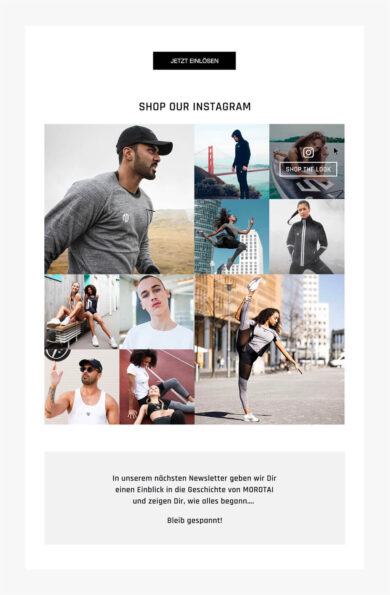 JETZT EINLÖSEN
SHOP OUR INSTAGRAM
SHOP THE LOOK
In unserem nächsten Newsletter geben wir Dir
einen Einblick in die Geschichte von MOROTAI
und zeigen Dir, wie alles begann....
Bleib gespannt!